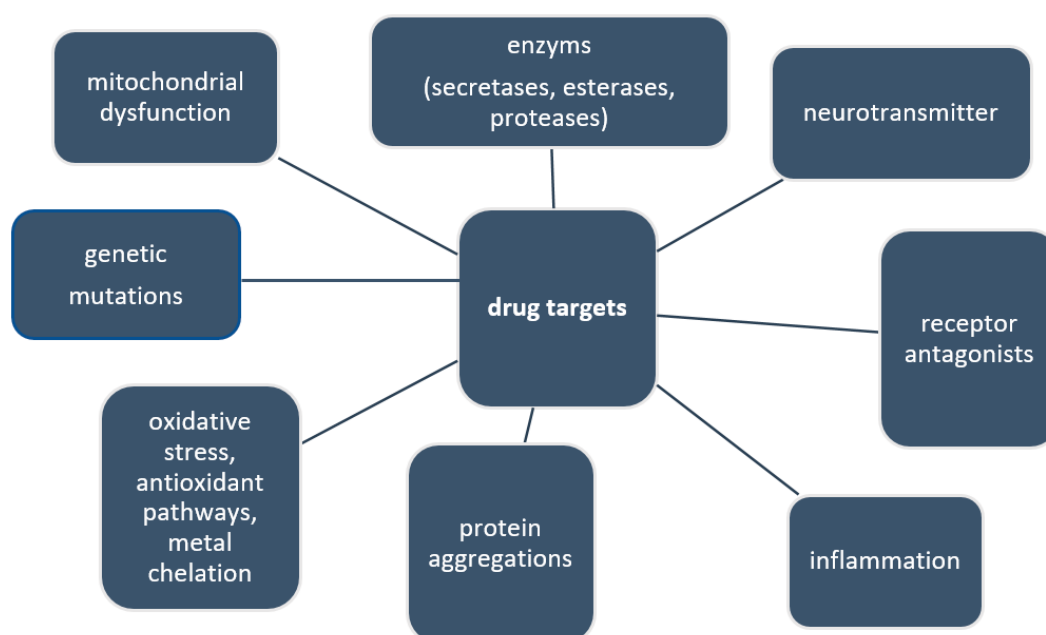 mitochondrial
dysfunction
enzyms
(secretases, esterases,
proteases)
neurotransmitter
genetic
mutations
drug targets
receptor
antagonists
oxidative
stress,
antioxidant
pathways,
metal
chelation
protein
aggregations
inflammation